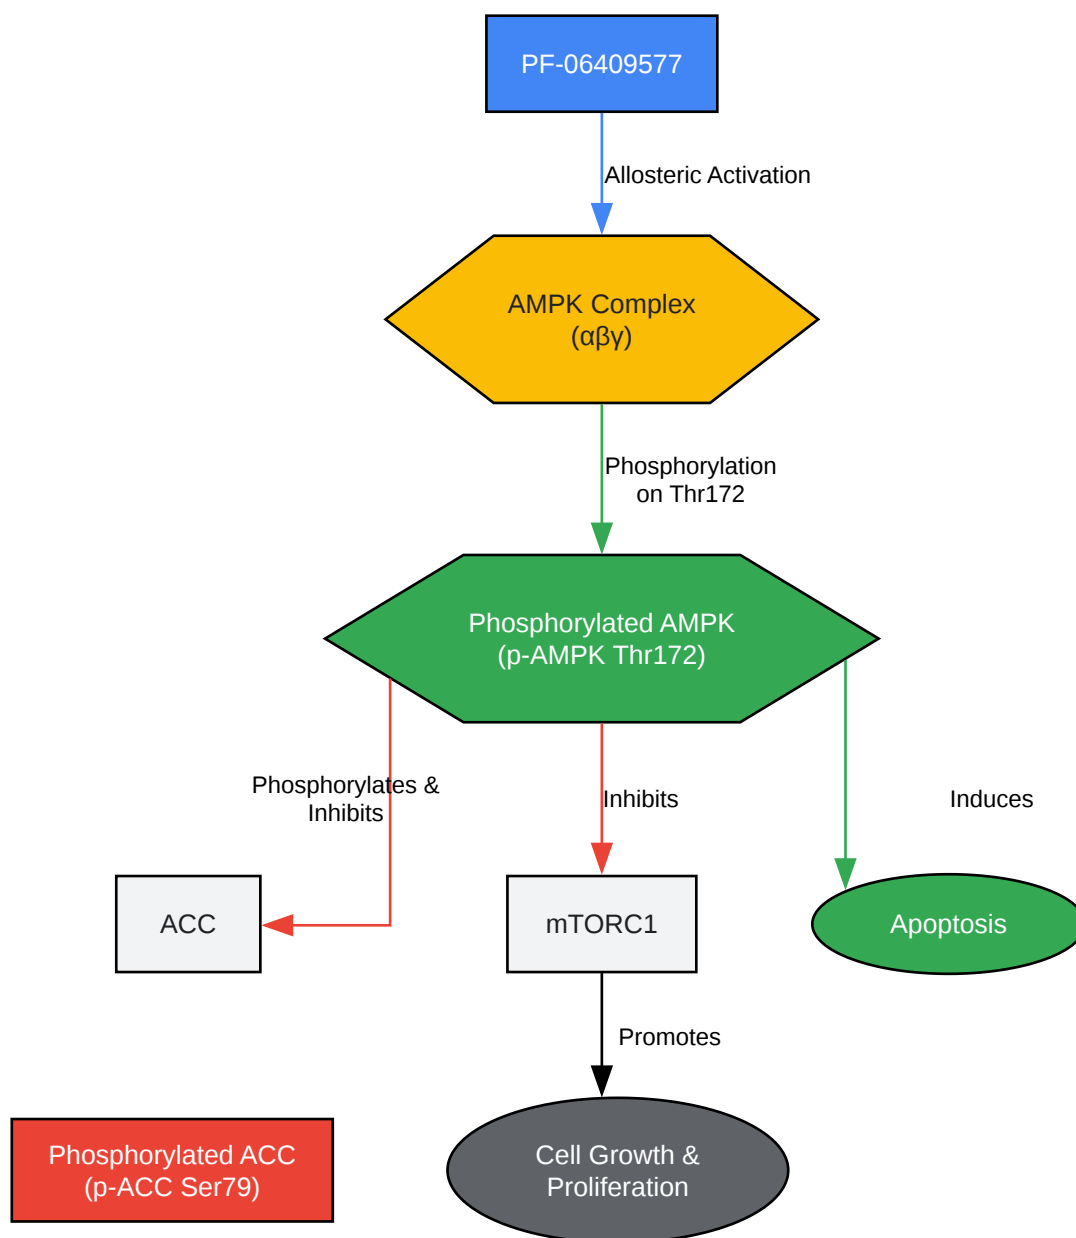 PF-06409577
Allosteric Activation
AMPK Complex
(αβγ)
Phosphorylation
on Thr172
Phosphorylated AMPK
(p-AMPK Thr172)
Phosphorylates &
Inhibits
Inhibits
Induces
ACC
mTORC1
Apoptosis
Promotes
Phosphorylated ACC
(p-ACC Ser79)
Cell Growth &
Proliferation